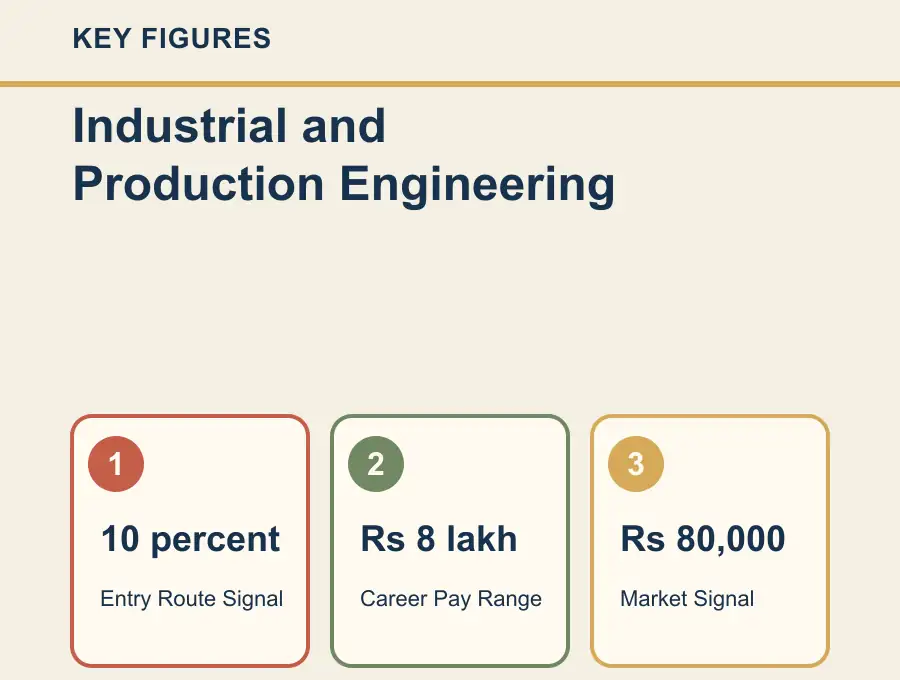 KEY FIGURES
Industrial and
Production Engineering
1
10 percent
Entry Route Signal
2
Rs 8 lakh
Career Pay Range
3
Rs 80,000
Market Signal